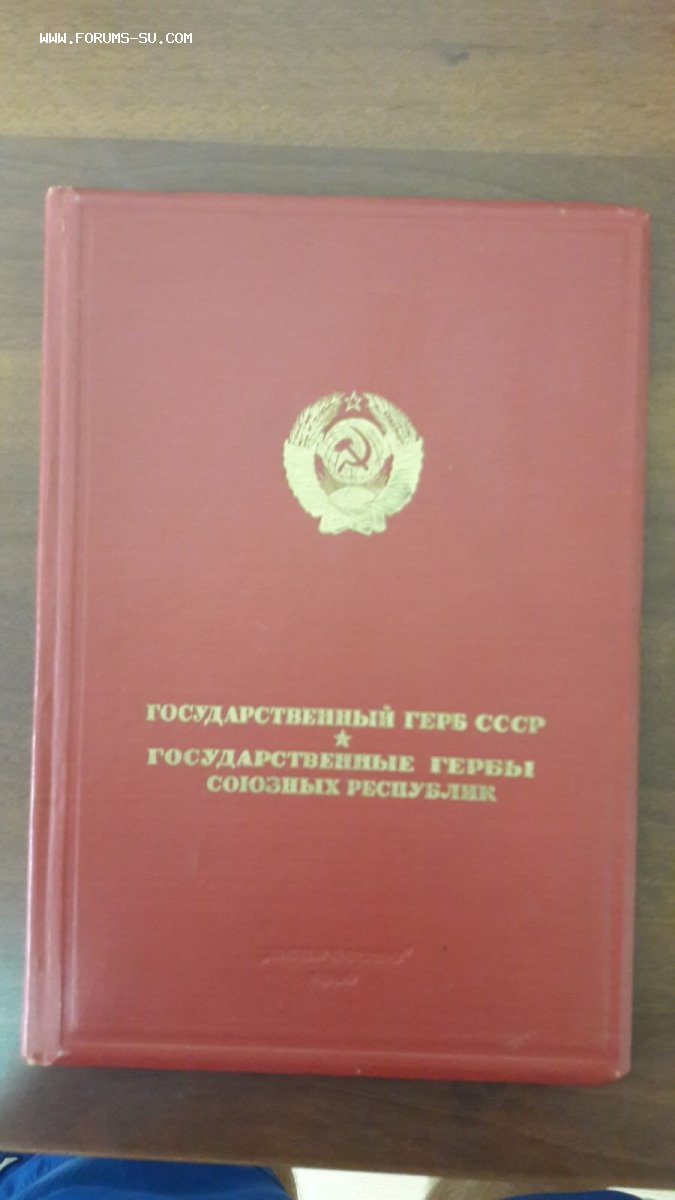 WWW.FORUMS-SU.COM
ГОСУДАРСТВЕННЫЙ ГЕРБ СССР
★
ГОСУДАРСТВЕННЫЕ ГЕРБЫ
СОЮЗНЫХ РЕСПУБЛИК